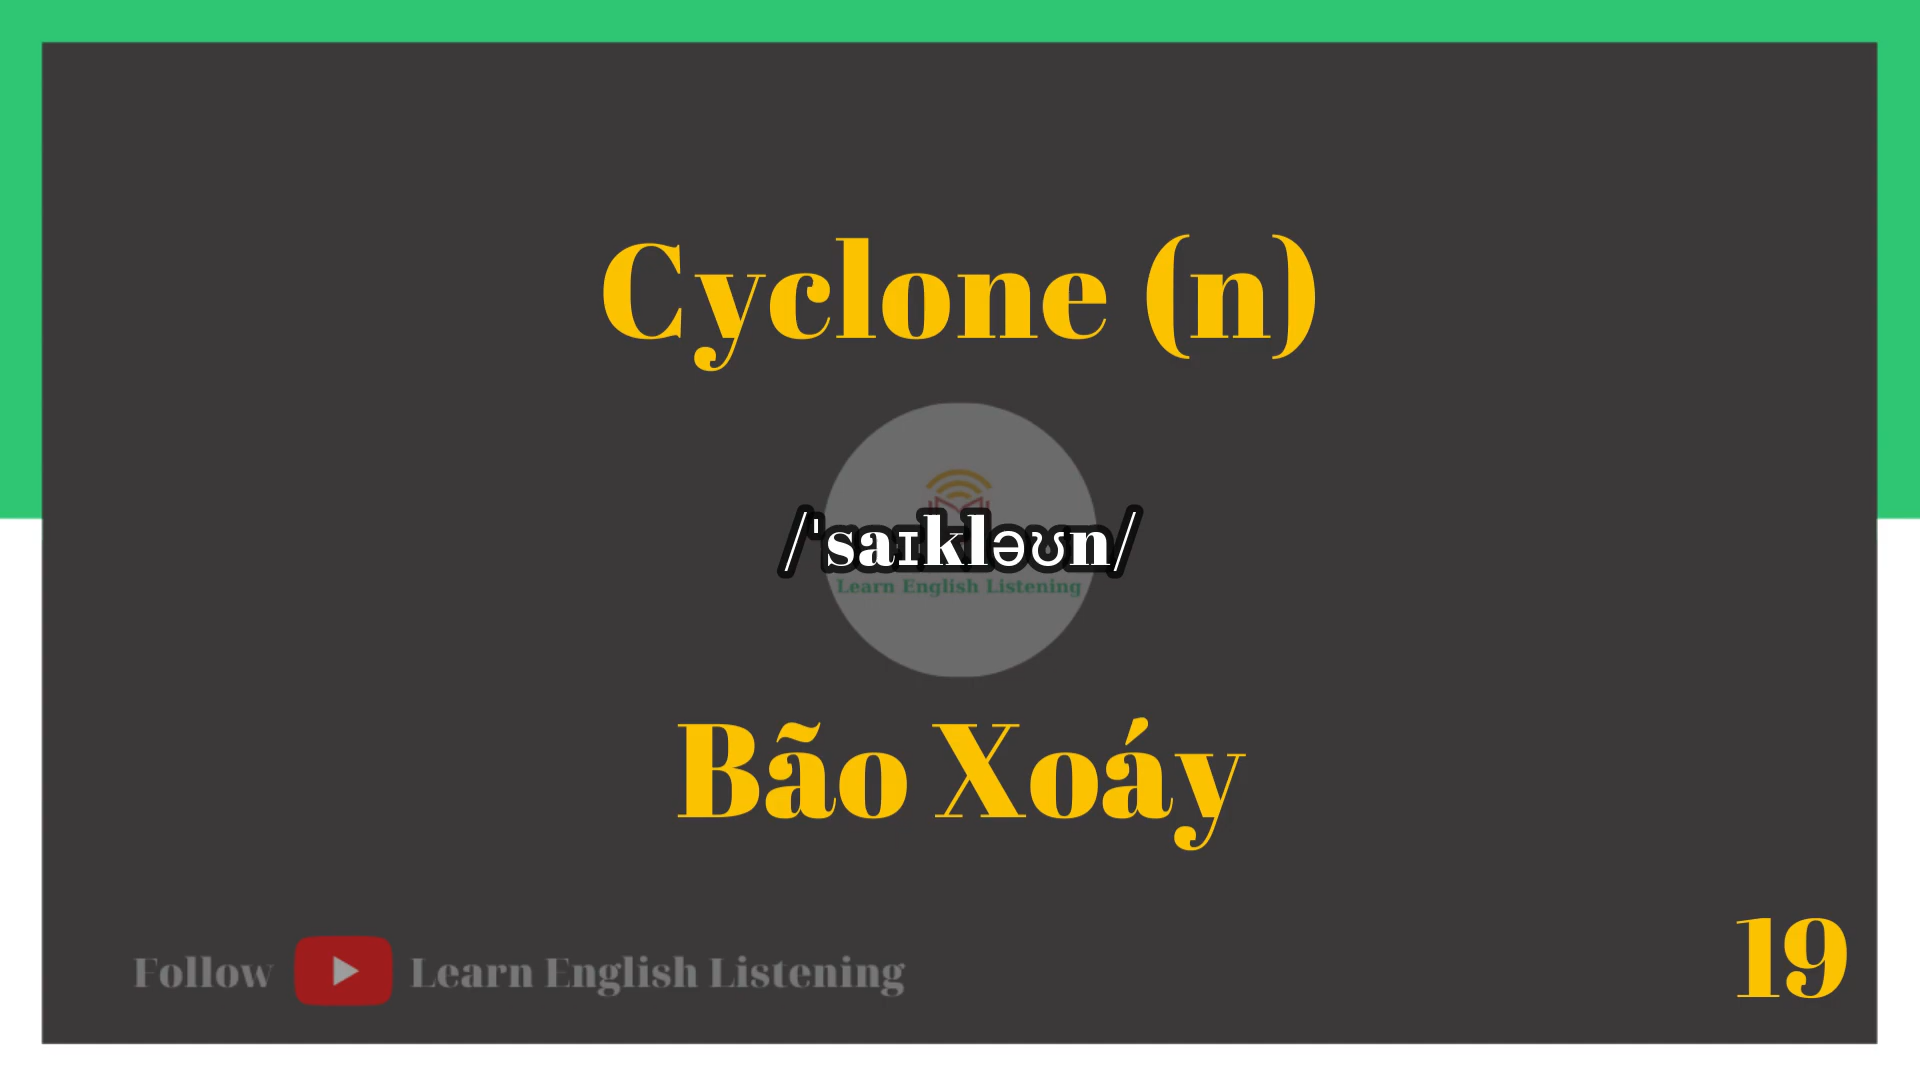 Cyclone (n)
/ˈsaɪkləʊn/
Learn English Listening
Bão Xoáy
Follow Learn English Listening
19